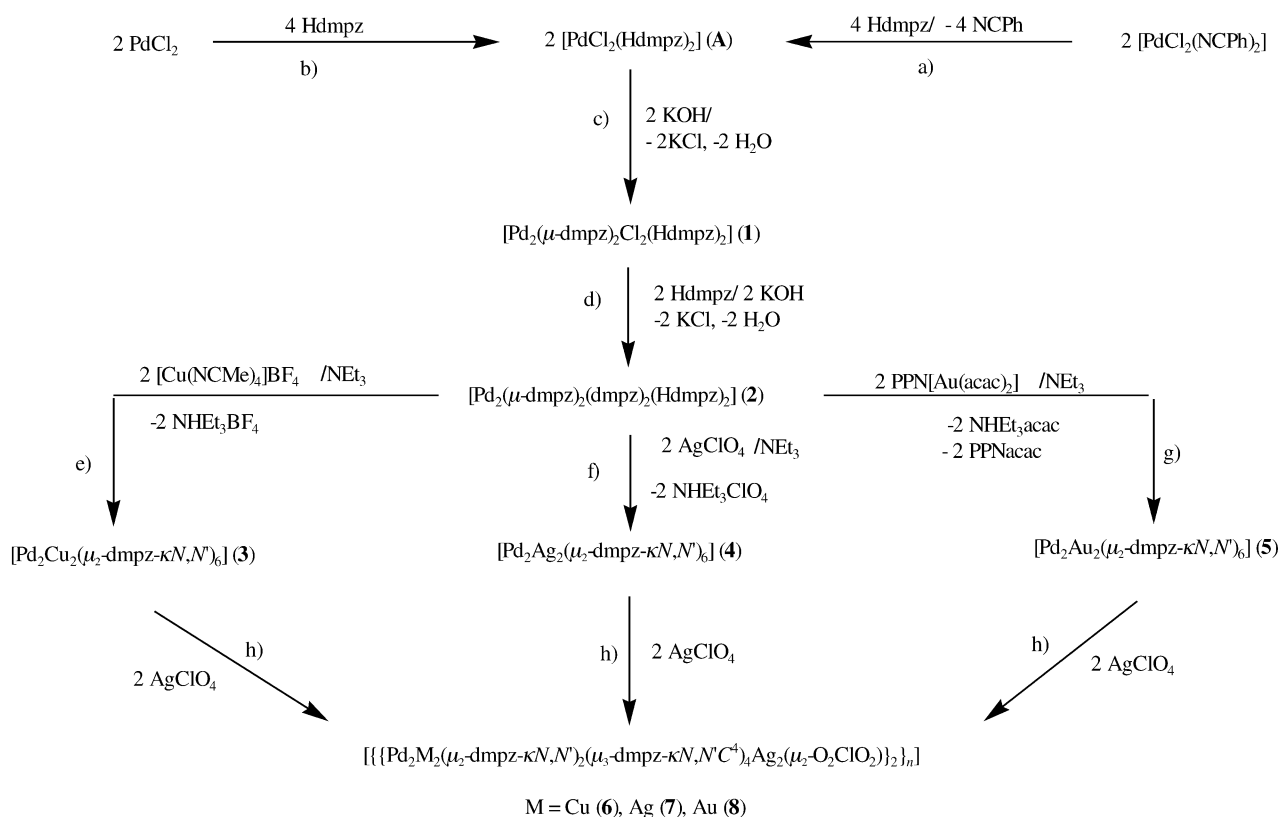 2 PdCl₂
4 Hdmpz
b)
2 [PdCl₂(Hdmpz)₂] (A)
4 Hdmpz/ - 4 NCPh
a)
2 [PdCl₂(NCPh)₂]
c)
2 KOH/
- 2KCl, -2 H₂O
[Pd₂(μ-dmpz)₂Cl₂(Hdmpz)₂] (1)
d)
2 Hdmpz/ 2 KOH
-2 KCl, -2 H₂O
2 [Cu(NCMe)₄]BF₄ /NEt₃
-2 NHEt₃BF₄
e)
[Pd₂(μ-dmpz)₂(dmpz)₂(Hdmpz)₂] (2)
2 AgClO₄ /NEt₃
f)
-2 NHEt₃ClO₄
2 PPN[Au(acac)₂] /NEt₃
-2 NHEt₃acac
- 2 PPNacac
g)
[Pd₂Cu₂(μ₂-dmpz-κN,N')₆] (3)
[Pd₂Ag₂(μ₂-dmpz-κN,N')₆] (4)
[Pd₂Au₂(μ₂-dmpz-κN,N')₆] (5)
h)
2 AgClO₄
h)
2 AgClO₄
h)
2 AgClO₄
[{{Pd₂M₂(μ₂-dmpz-κN,N')₂(μ₃-dmpz-κN,N'C⁴)₄Ag₂(μ₂-O₂ClO₂)}₂}ₙ]
M = Cu (6), Ag (7), Au (8)